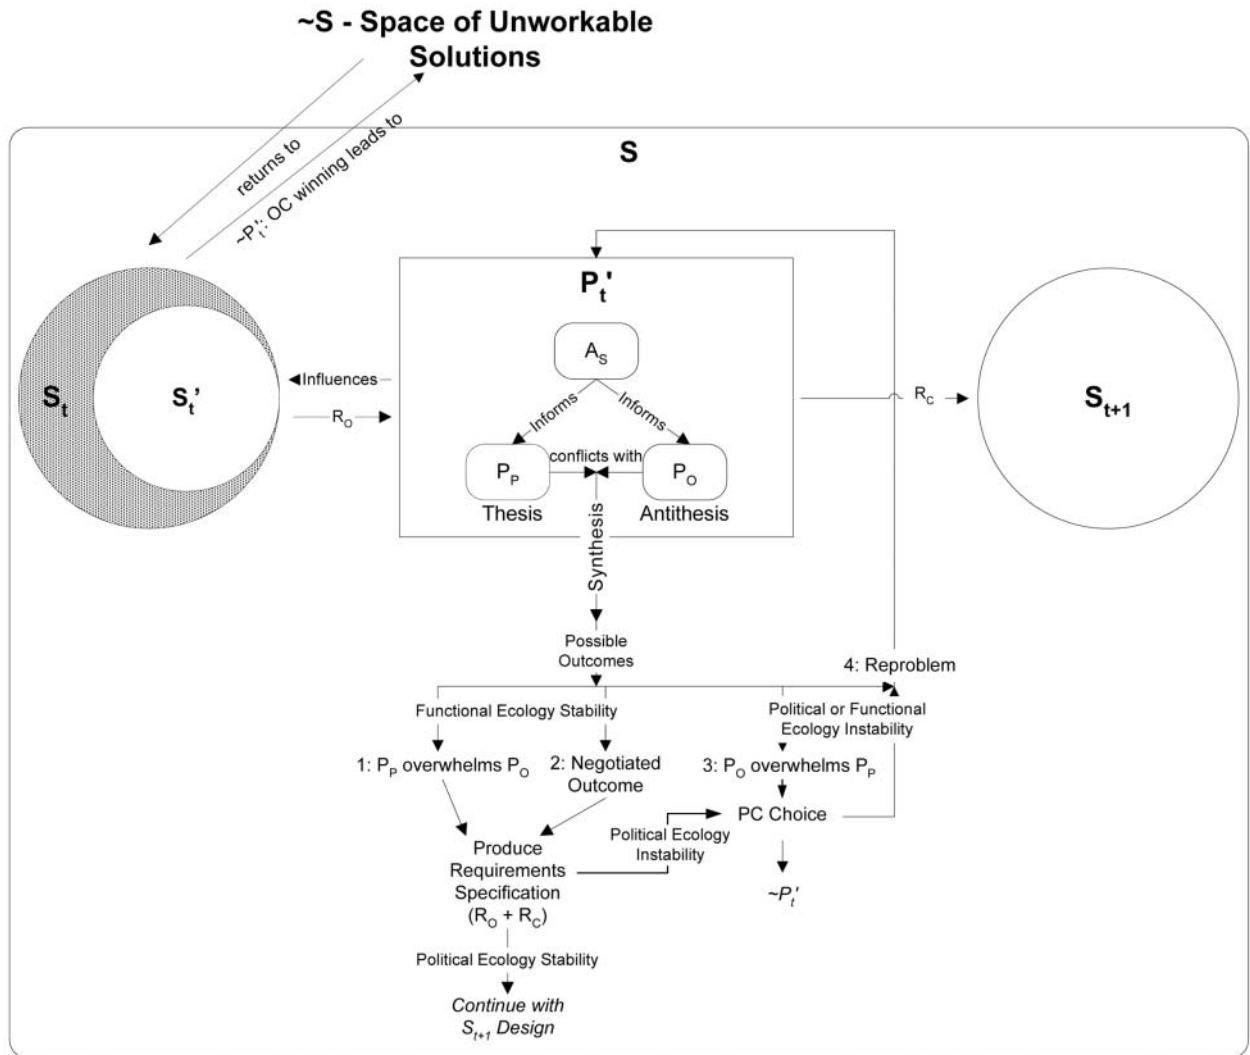 ~S - Space of Unworkable
Solutions
S
returns to
~Pt': OC winning leads to
Pt'
AS
Informs
Informs
St
St'
Influences
RO
RC
St+1
PP
conflicts with
PO
Thesis
Antithesis
Synthesis
Possible
Outcomes
4: Reproblem
Functional Ecology Stability
Political or Functional
Ecology Instability
1: PP overwhelms PO
2: Negotiated
Outcome
3: PO overwhelms PP
PC Choice
Political Ecology
Instability
Produce
Requirements
Specification
(RO + RC)
~Pt'
Political Ecology Stability
Continue with
St+1 Design